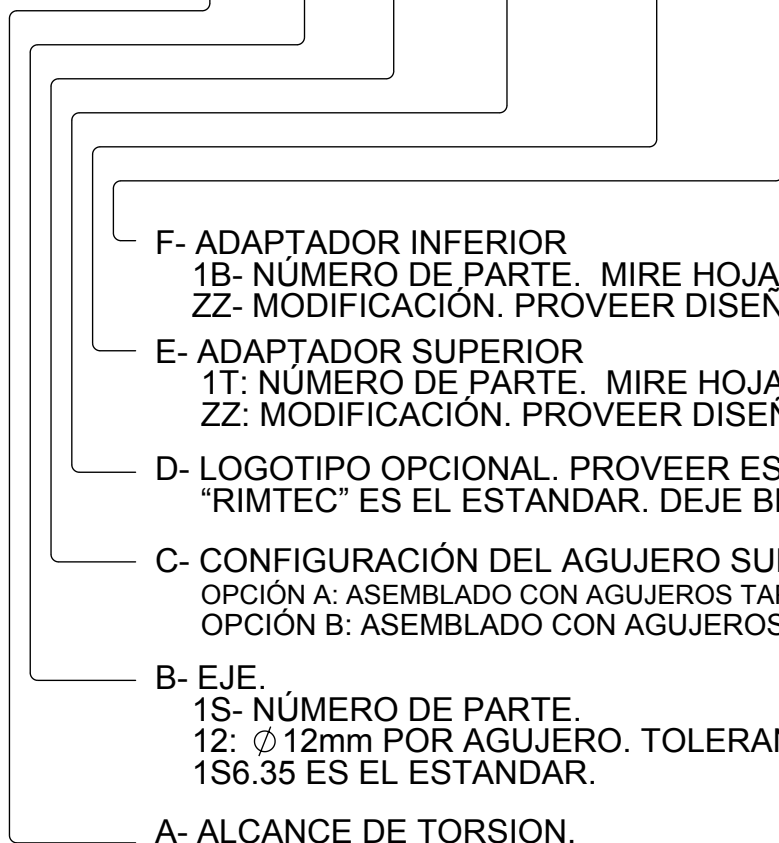 F- ADAPTADOR INFERIOR
1B- NÚMERO DE PARTE. MIRE HOJA
ZZ- MODIFICACIÓN. PROVEER
E- ADAPTADOR SUPERIOR
1T: NÚMERO DE PARTE. MIRE HOJA
ZZ: MODIFICACIÓN. PROVEER
D- LOGOTIPO OPCIONAL. PROVEER
“RIMTEC” ES EL ESTANDAR. DEJE
C- CONFIGURACIÓN DEL AGUJERO
OPCIÓN A: ASEMBLADO CON AGUJEROS
OPCIÓN B: ASEMBLADO CON AGUJEROS
B- EJE.
1S- NÚMERO DE PARTE.
12: ∅12mm POR AGUJERO.
1S6.35 ES EL ESTANDAR.
A- ALCANCE DE TORSION.